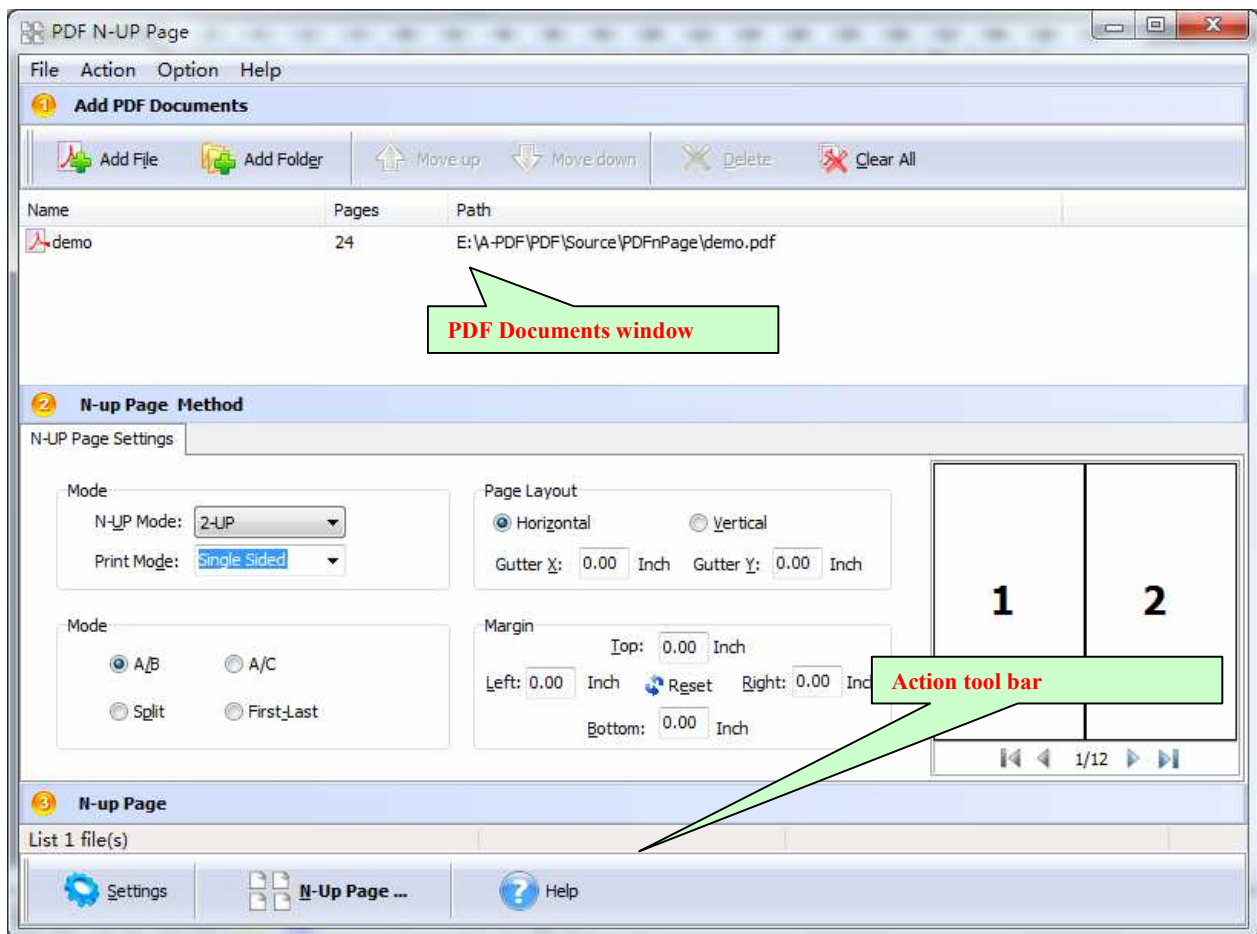 PDF N-UP Page
File Action Option Help
1 Add PDF Documents
Add File Add Folder Move up Move down Delete Clear All
Name Pages Path
demo 24 E:\A-PDF\PDF\Source\PDFnPage\demo.pdf
PDF Documents window
2 N-up Page Method
N-UP Page Settings
Mode
N-UP Mode: 2-UP
Print Mode: Single Sided
Page Layout
Horizontal Vertical
Gutter X: 0.00 Inch Gutter Y: 0.00 Inch
Mode
A/B A/C
Split First-Last
Margin
Top: 0.00 Inch
Left: 0.00 Inch Reset Right: 0.00 Inc
Bottom: 0.00 Inch
1 2
Action tool bar
1/12
3 N-up Page
List 1 file(s)
Settings N-Up Page ... Help